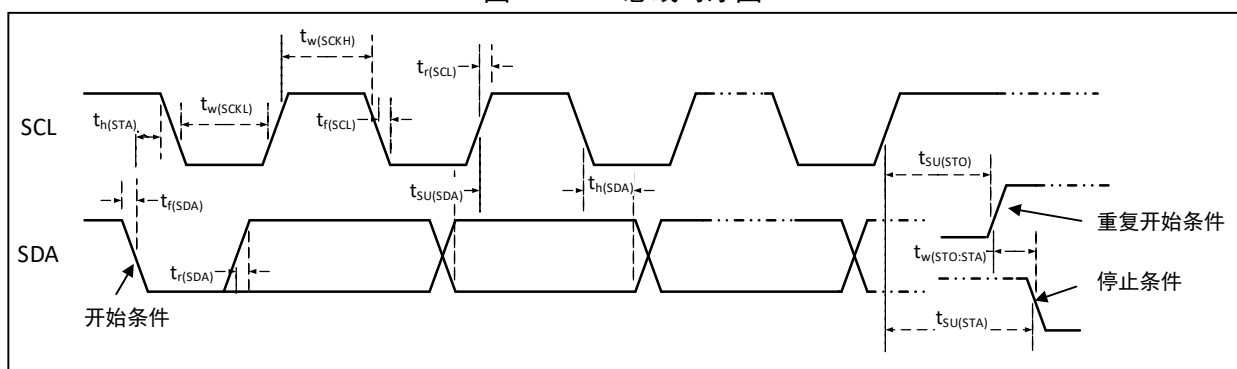 t_w(SCKH)
t_r(SCL)
SCL
t_w(SCKL)
t_h(STA)
t_f(SCL)
t_SU(STO)
t_SU(SDA)
t_h(SDA)
t_f(SDA)
重复开始条件
SDA
t_w(STO:STA)
t_r(SDA)
停止条件
开始条件
t_SU(STA)